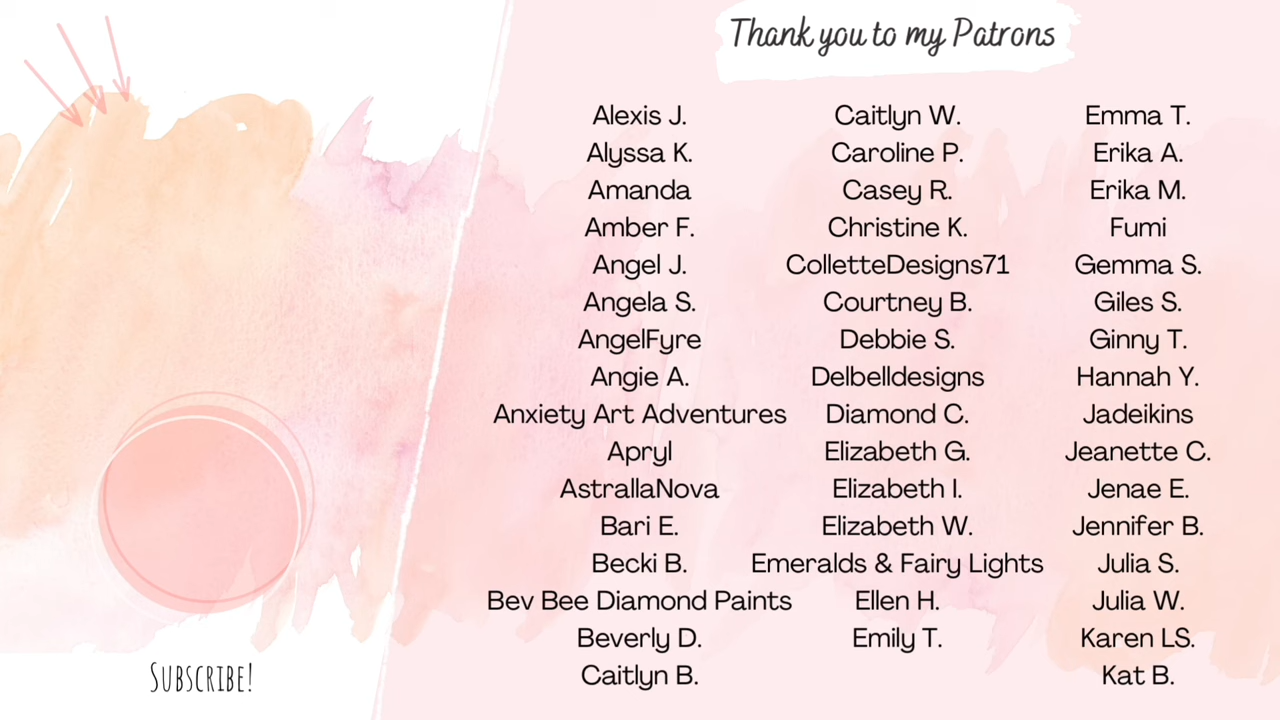 Thank you to my Patrons
Alexis J.
Alyssa K.
Amanda
Amber F.
Angel J.
Angela S.
AngelFyre
Angie A.
Anxiety Art Adventures
Apryl
AstrallaNova
Bari E.
Becki B.
Bev Bee Diamond Paints
Beverly D.
Caitlyn B.
Caitlyn W.
Caroline P.
Casey R.
Christine K.
ColletteDesigns71
Courtney B.
Debbie S.
Delbelldesigns
Diamond C.
Elizabeth G.
Elizabeth I.
Elizabeth W.
Emeralds & Fairy Lights
Ellen H.
Emily T.
Emma T.
Erika A.
Erika M.
Fumi
Gemma S.
Giles S.
Ginny T.
Hannah Y.
Jadeikins
Jeanette C.
Jenae E.
Jennifer B.
Julia S.
Julia W.
Karen LS.
Kat B.
Subscribe!